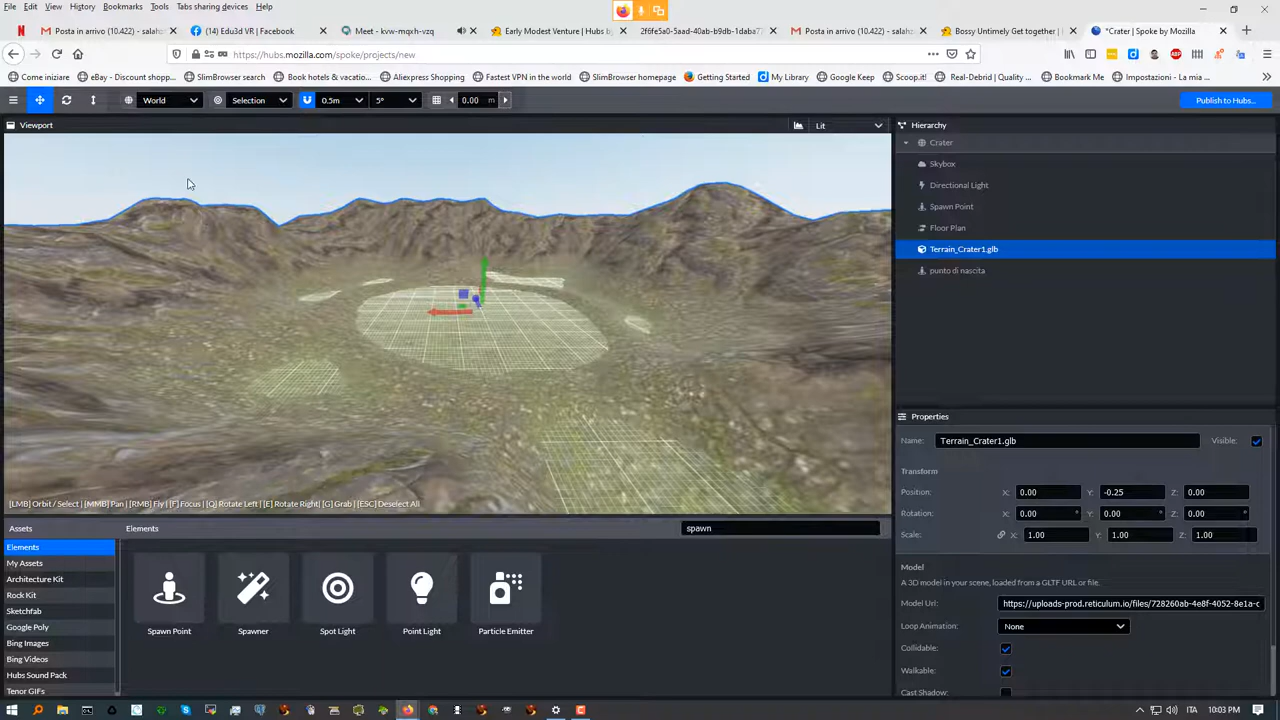 File Edit View History Bookmarks Tools Tabs sharing devices Help
Posta in arrivo (10.422) - salahz (14) Edu3d VR | Facebook Meet - kvw-mqxh-vzq Early Modest Venture | Hubs by 2f6fe5a0-5aad-40ab-b9db-1daba77 Posta in arrivo (10.422) - salahz Bossy Untimely Get together | *Crater | Spoke by Mozilla
https://hubs.mozilla.com/spoke/projects/new
Come iniziare eBay - Discount shopp... SlimBrowser search Book hotels & vacatio... Aliexpress Shopping Fastest VPN in the world SlimBrowser homepage Getting Started My Library Google Keep Scoop.it! Real-Debrid | Quality ... Bookmark Me Impostazioni - La mia ...
World Selection 0.5m 5° 0.00 m Publish to Hubs...
Viewport Lit Hierarchy
Crater
Skybox
Directional Light
Spawn Point
Floor Plan
Terrain_Crater1.glb
punto di nascita
Properties
Name: Terrain_Crater1.glb Visible:
Transform
Position: X: 0.00 Y: -0.25 Z: 0.00
Rotation: X: 0.00 ° Y: 0.00 ° Z: 0.00 °
Scale: X: 1.00 Y: 1.00 Z: 1.00
Model
A 3D model in your scene, loaded from a GLTF URL or file.
Model Url: https://uploads-prod.reticulum.io/files/728260ab-4e8f-4052-8e1a-c
Loop Animation: None
Collidable:
Walkable:
Cast Shadow:
[LMB] Orbit / Select | [MMB] Pan | [RMB] Fly | [F] Focus | [Q] Rotate Left | [E] Rotate Right| [G] Grab | [ESC] Deselect All
Assets Elements spawn
Elements
My Assets
Architecture Kit
Rock Kit
Sketchfab
Google Poly
Bing Images
Bing Videos
Hubs Sound Pack
Tenor GIFs
Spawn Point Spawner Spot Light Point Light Particle Emitter
ITA 10:03 PM